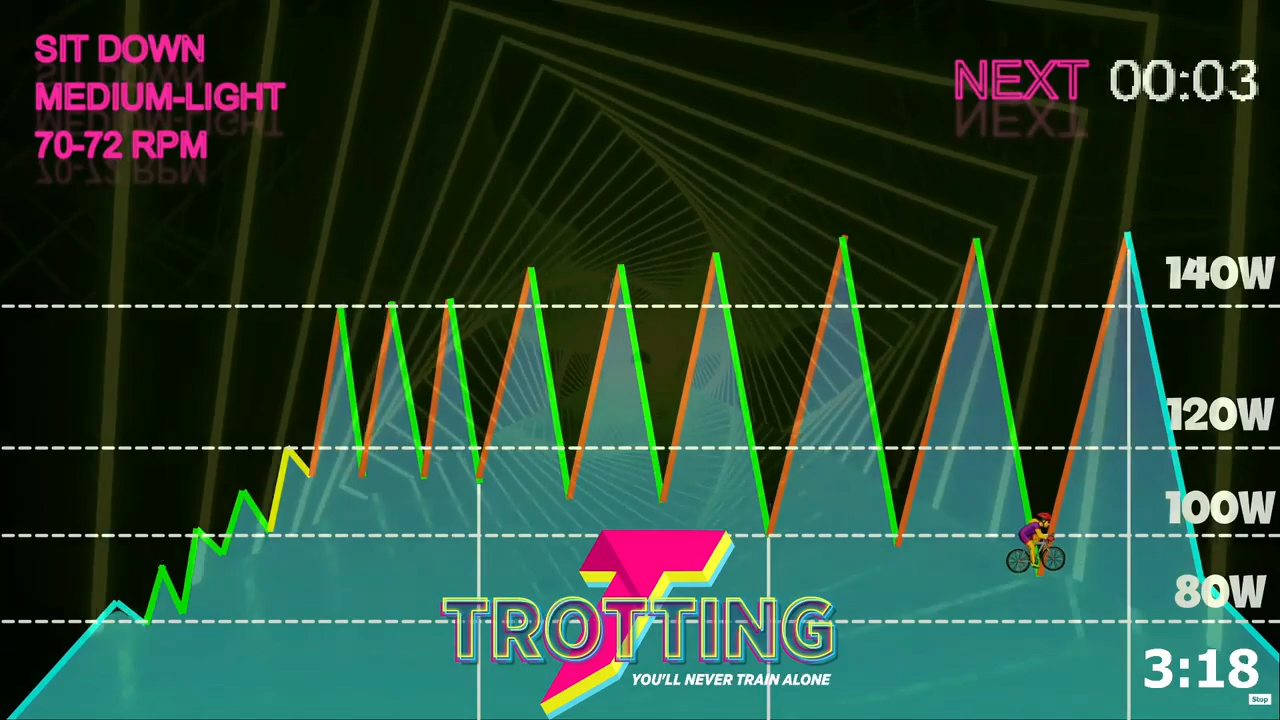 SIT DOWN
MEDIUM-LIGHT
70-72 RPM
NEXT 00:03
140W
120W
100W
80W
TROTTING
YOU'LL NEVER TRAIN ALONE
3:18
Stop